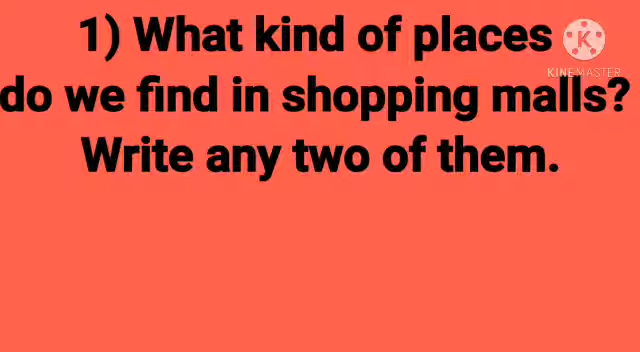 1) What kind of places
KINEMASTER
do we find in shopping malls?
Write any two of them.